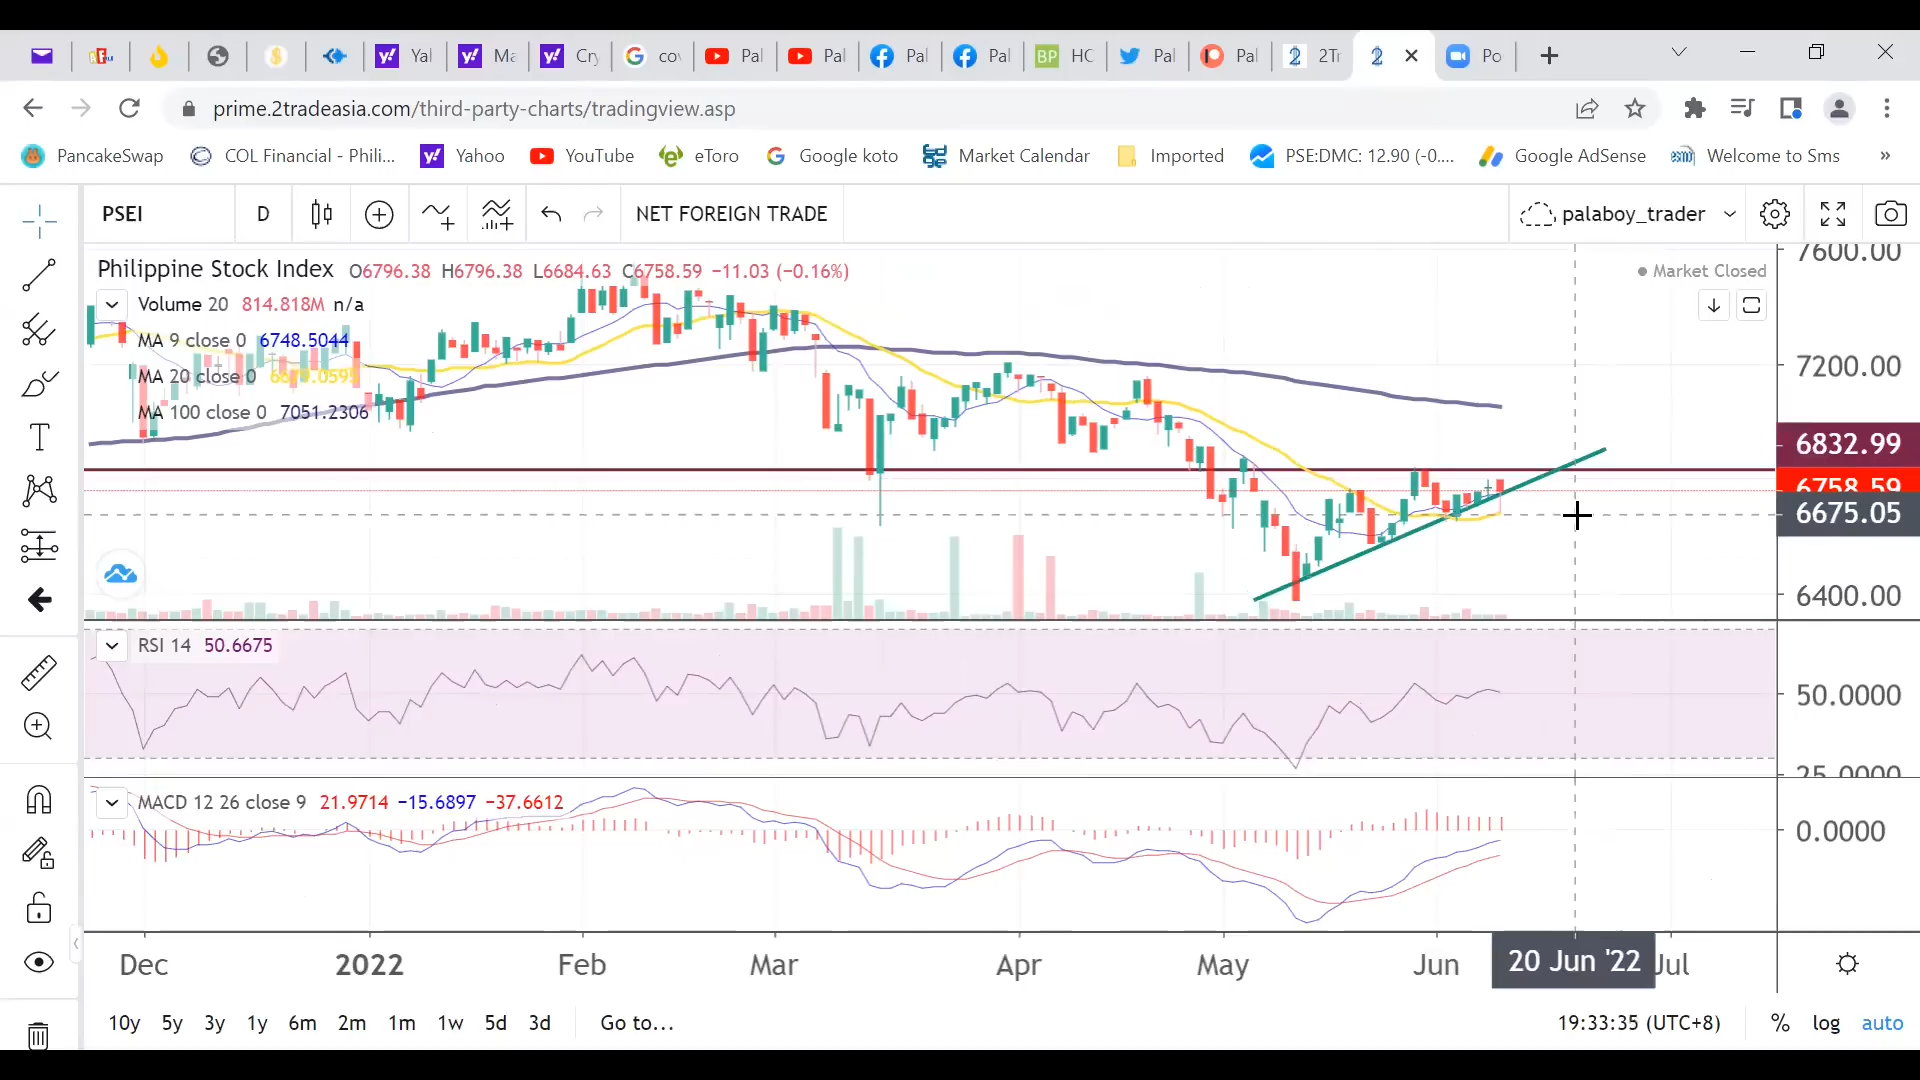 Yal
Ma
Cry
cov
Pal
Pal
Pal
Pal
BP HC
Pal
Pal
2Tr
Po
prime.2tradeasia.com/third-party-charts/tradingview.asp
PancakeSwap
COL Financial - Phili...
Yahoo
YouTube
eToro
Google koto
Market Calendar
Imported
PSE:DMC: 12.90 (-0....
Google AdSense
Welcome to Sms
»
PSEI
D
NET FOREIGN TRADE
palaboy_trader
Philippine Stock Index O6796.38 H6796.38 L6684.63 C6758.59 −11.03 (−0.16%)
Market Closed
Volume 20 814.818M n/a
MA 9 close 0 6748.5044
MA 20 close 0
MA 100 close 0 7051.2306
7600.00
7200.00
6832.99
6758.59
6675.05
6400.00
RSI 14 50.6675
50.0000
25.0000
MACD 12 26 close 9 21.9714 −15.6897 −37.6612
0.0000
Dec 2022 Feb Mar Apr May Jun 20 Jun '22 Jul
10y 5y 3y 1y 6m 2m 1m 1w 5d 3d Go to...
19:33:35 (UTC+8) % log auto